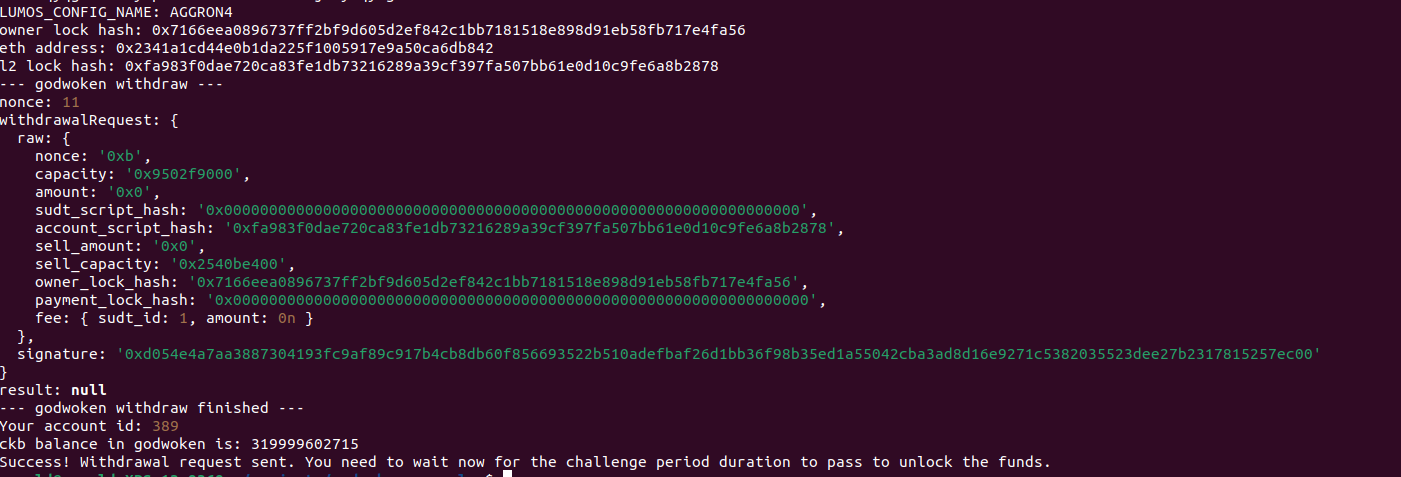 LUMOS_CONFIG_NAME: AGGRON4
owner lock hash: 0x7166eea0896737ff2bf9d605d2ef842c1bb7181518e898d91eb58fb717e4fa56
eth address: 0x2341a1cd44e0b1da225f1005917e9a50ca6db842
l2 lock hash: 0xfa983f0dae720ca83fe1db73216289a39cf397fa507bb61e0d10c9fe6a8b2878
--- godwoken withdraw ---
nonce: 11
withdrawalRequest: {
  raw: {
    nonce: '0xb',
    capacity: '0x9502f9000',
    amount: '0x0',
    sudt_script_hash: '0x0000000000000000000000000000000000000000000000000000000000000000',
    account_script_hash: '0xfa983f0dae720ca83fe1db73216289a39cf397fa507bb61e0d10c9fe6a8b2878',
    sell_amount: '0x0',
    sell_capacity: '0x2540be400',
    owner_lock_hash: '0x7166eea0896737ff2bf9d605d2ef842c1bb7181518e898d91eb58fb717e4fa56',
    payment_lock_hash: '0x0000000000000000000000000000000000000000000000000000000000000000',
    fee: { sudt_id: 1, amount: 0n }
  },
  signature: '0xd054e4a7aa3887304193fc9af89c917b4cb8db60f856693522b510adefbaf26d1bb36f98b35ed1a55042cba3ad8d16e9271c5382035523dee27b2317815257ec00'
}
result: null
--- godwoken withdraw finished ---
Your account id: 389
ckb balance in godwoken is: 319999602715
Success! Withdrawal request sent. You need to wait now for the challenge period duration to pass to unlock the funds.